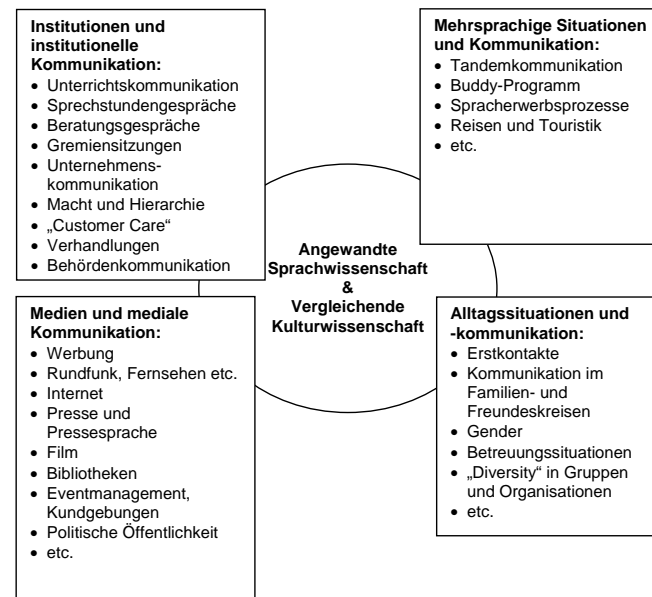 Institutionen und
institutionelle
Kommunikation:
• Unterrichtskommunikation
• Sprechstundengespräche
• Beratungsgespräche
• Gremiensitzungen
• Unternehmens-
kommunikation
• Macht und Hierarchie
• „Customer Care“
• Verhandlungen
• Behördenkommunikation
Mehrsprachige Situationen
und Kommunikation:
• Tandemkommunikation
• Buddy-Programm
• Spracherwerbsprozesse
• Reisen und Touristik
• etc.
Angewandte
Sprachwissenschaft
&
Vergleichende
Kulturwissenschaft
Medien und mediale
Kommunikation:
• Werbung
• Rundfunk, Fernsehen etc.
• Internet
• Presse und
Pressesprache
• Film
• Bibliotheken
• Eventmanagement,
Kundgebungen
• Politische Öffentlichkeit
• etc.
Alltagssituationen und
-kommunikation:
• Erstkontakte
• Kommunikation im
Familien- und
Freundeskreisen
• Gender
• Betreuungssituationen
• „Diversity“ in Gruppen
und Organisationen
• etc.